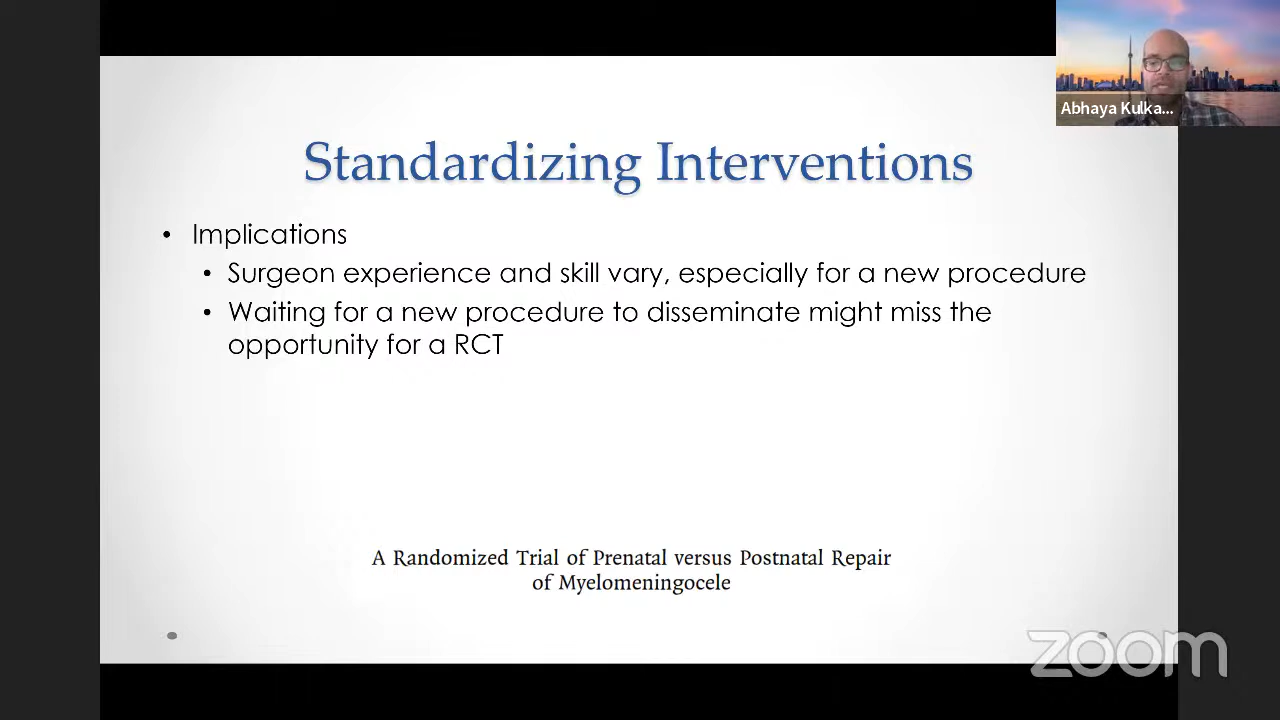 Abhaya Kulka...
Standardizing Interventions
• Implications
• Surgeon experience and skill vary, especially for a new procedure
• Waiting for a new procedure to disseminate might miss the
opportunity for a RCT
A Randomized Trial of Prenatal versus Postnatal Repair
of Myelomeningocele
zoom